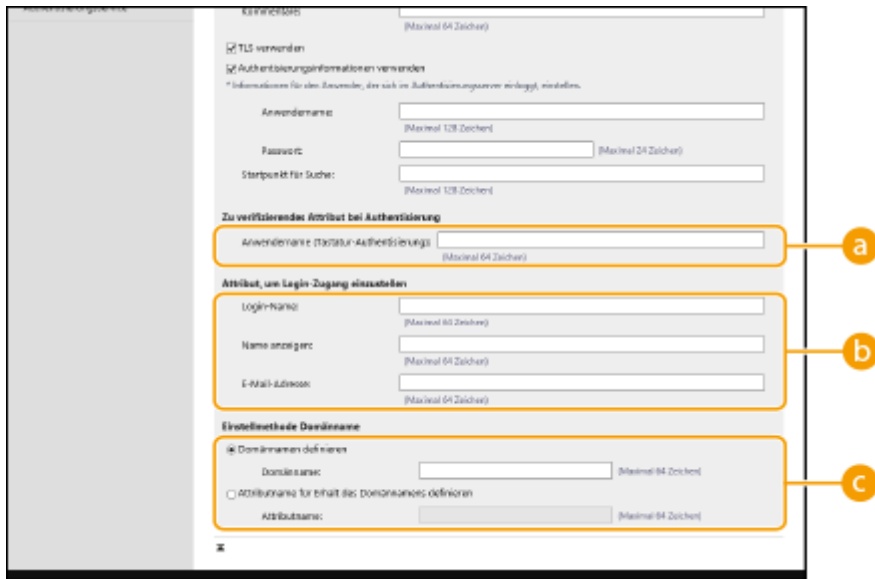 Kommentare:
(Maximal 64 Zeichen)
TLS verwenden
Authentisierungsinformationen verwenden
* Informationen für den Anwender, der sich im Authentisierungsserver einloggt, einstellen.
Anwendername:
(Maximal 128 Zeichen)
Passwort: (Maximal 24 Zeichen)
Startpunkt für Suche:
(Maximal 128 Zeichen)
Zu verifizierendes Attribut bei Authentisierung
Anwendername (Tastatur-Authentisierung):
(Maximal 64 Zeichen)
a
Attribut, um Login-Zugang einzustellen
Login-Name:
(Maximal 64 Zeichen)
Name anzeigen:
(Maximal 64 Zeichen)
b
E-Mail-Adresse:
(Maximal 64 Zeichen)
Einstellmethode Domänname
Domännamen definieren
Domänname: (Maximal 64 Zeichen)
c
Attributname für Erhalt des Domännamens definieren
Attributname: (Maximal 64 Zeichen)